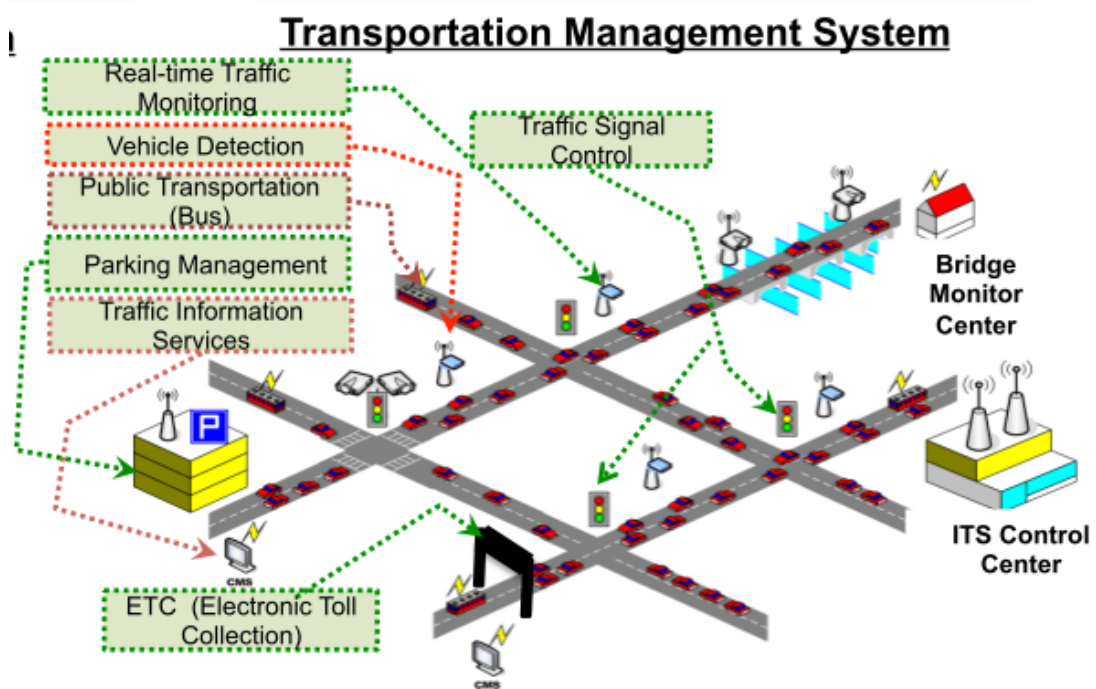 Transportation Management System
Real-time Traffic
Monitoring
Vehicle Detection
Public Transportation
(Bus)
Parking Management
Traffic Information
Services
Traffic Signal
Control
Bridge
Monitor
Center
P
ITS Control
Center
CMS
ETC (Electronic Toll
Collection)
CMS